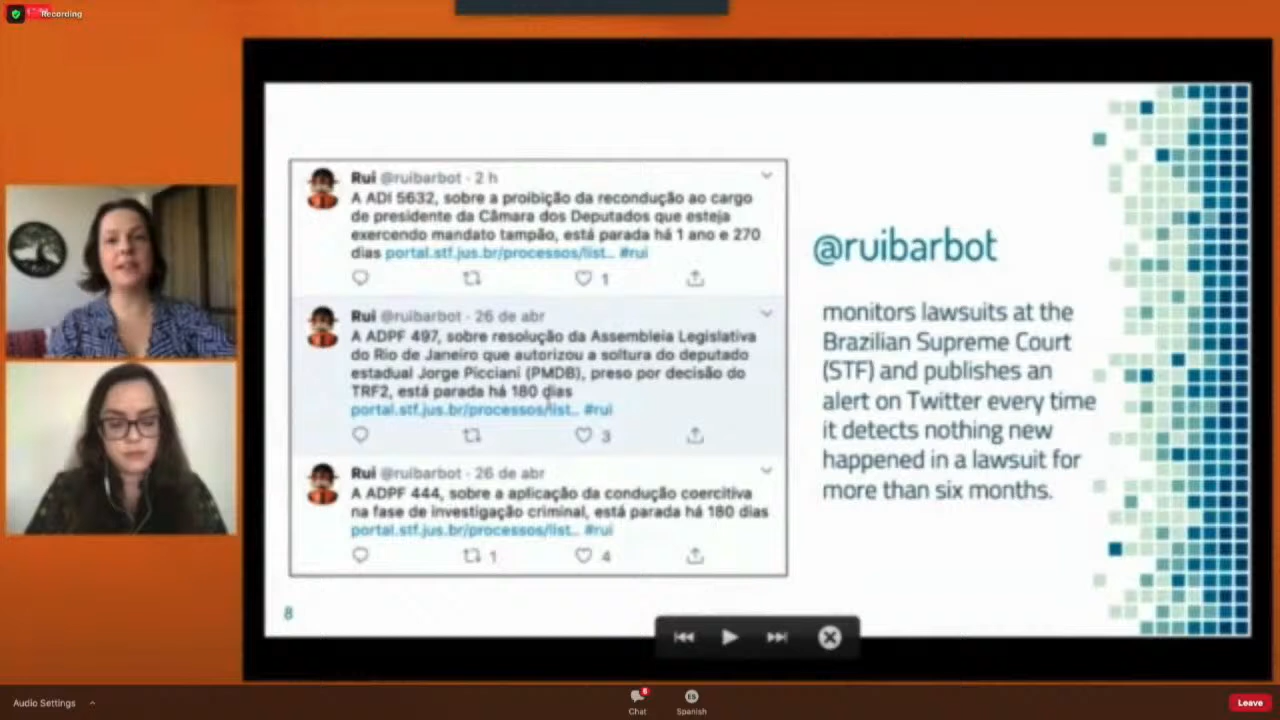 Recording
Rui @ruibarbot · 2 h
A ADI 5632, sobre a proibição da recondução ao cargo
de presidente da Câmara dos Deputados que esteja
exercendo mandato tampão, está parada há 1 ano e 270
dias portal.stf.jus.br/processos/list... #rui
1
Rui @ruibarbot · 26 de abr
A ADPF 497, sobre resolução da Assembleia Legislativa
do Rio de Janeiro que autorizou a soltura do deputado
estadual Jorge Picciani (PMDB), preso por decisão do
TRF2, está parada há 180 dias
portal.stf.jus.br/processos/list... #rui
3
Rui @ruibarbot · 26 de abr
A ADPF 444, sobre a aplicação da condução coercitiva
na fase de investigação criminal, está parada há 180 dias
portal.stf.jus.br/processos/list... #rui
1 4
8
@ruibarbot
monitors lawsuits at the
Brazilian Supreme Court
(STF) and publishes an
alert on Twitter every time
it detects nothing new
happened in a lawsuit for
more than six months.
Audio Settings
6
Chat
ES
Spanish
Leave